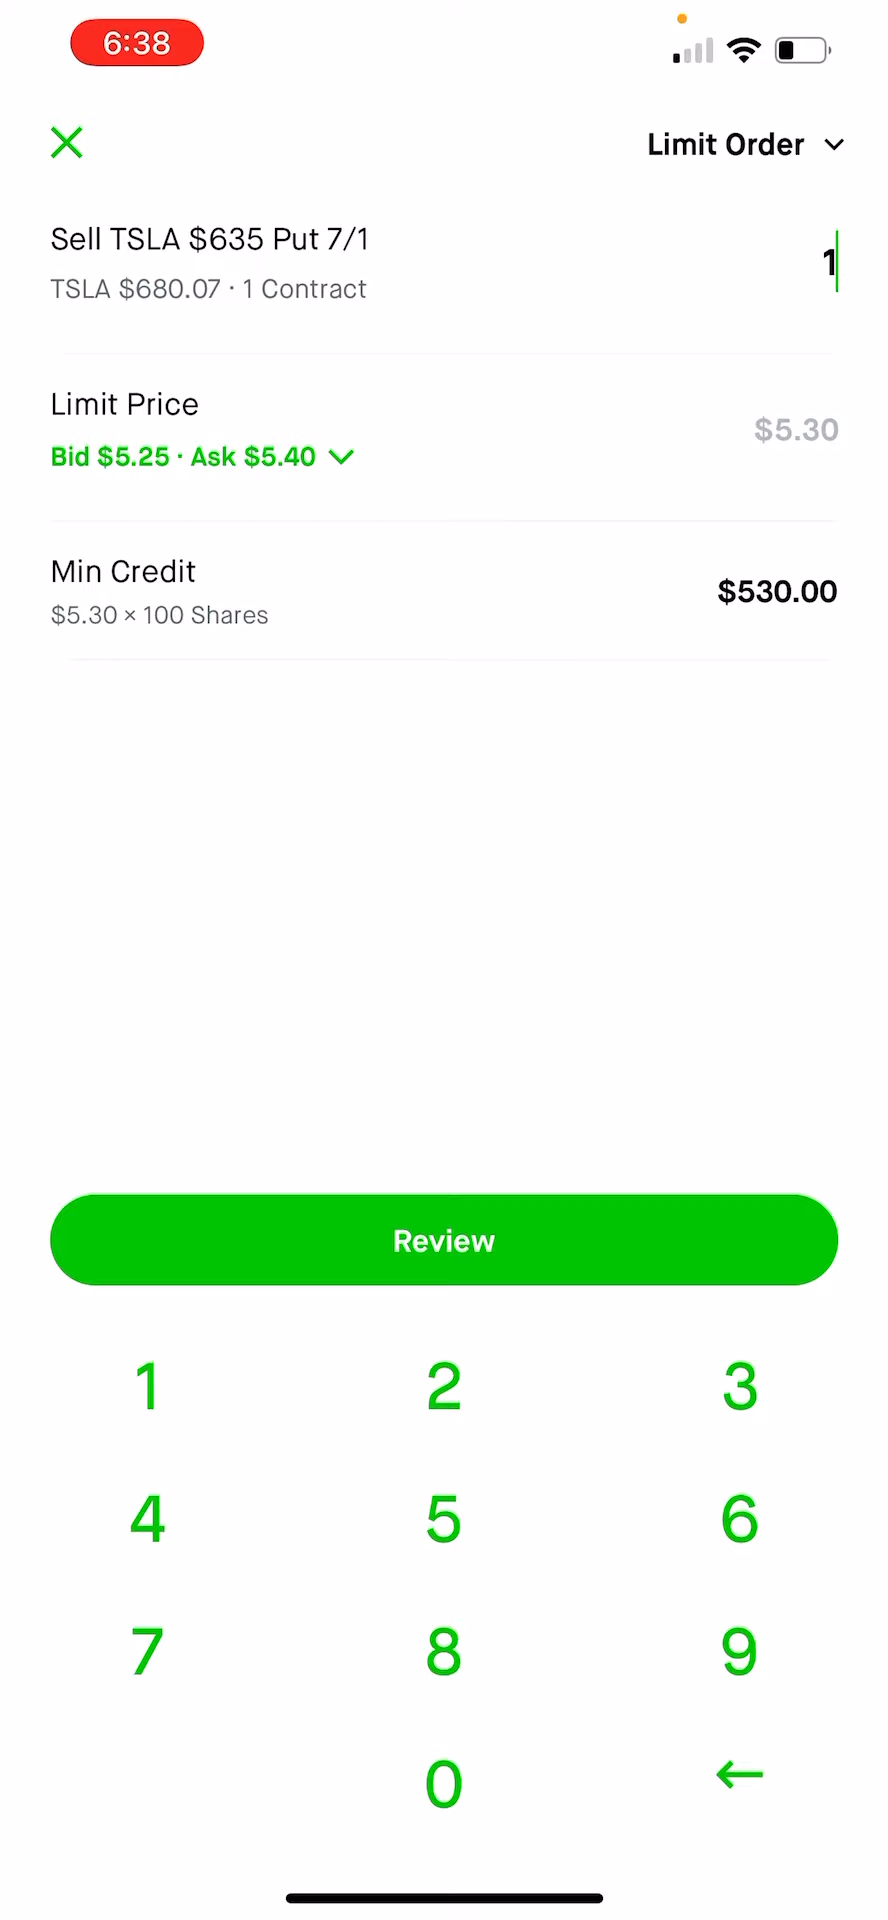 6:38
Limit Order
Sell TSLA $635 Put 7/1
1
TSLA $680.07 · 1 Contract
Limit Price
$5.30
Bid $5.25 · Ask $5.40
Min Credit
$530.00
$5.30 × 100 Shares
Review
1 2 3
4 5 6
7 8 9
0